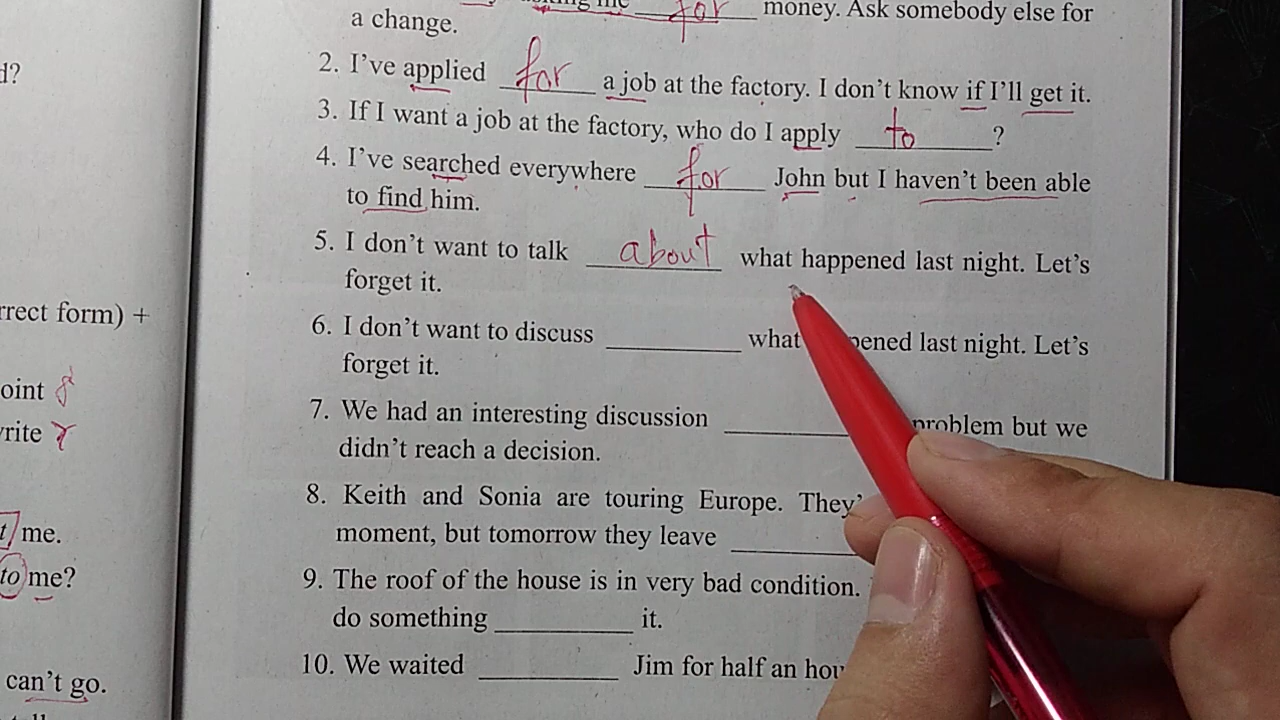 for money. Ask somebody else for
a change.
2. I've applied for a job at the factory. I don't know if I'll get it.
3. If I want a job at the factory, who do I apply to ?
4. I've searched everywhere for John but I haven't been able
to find him.
5. I don't want to talk about what happened last night. Let's
forget it.
6. I don't want to discuss ________ what pened last night. Let's
forget it.
7. We had an interesting discussion ________ problem but we
didn't reach a decision.
8. Keith and Sonia are touring Europe. They'
moment, but tomorrow they leave ________
9. The roof of the house is in very bad condition.
do something ________ it.
10. We waited ________ Jim for half an hou
d?
rrect form) +
oint
rite
t me.
to me?
can't go.